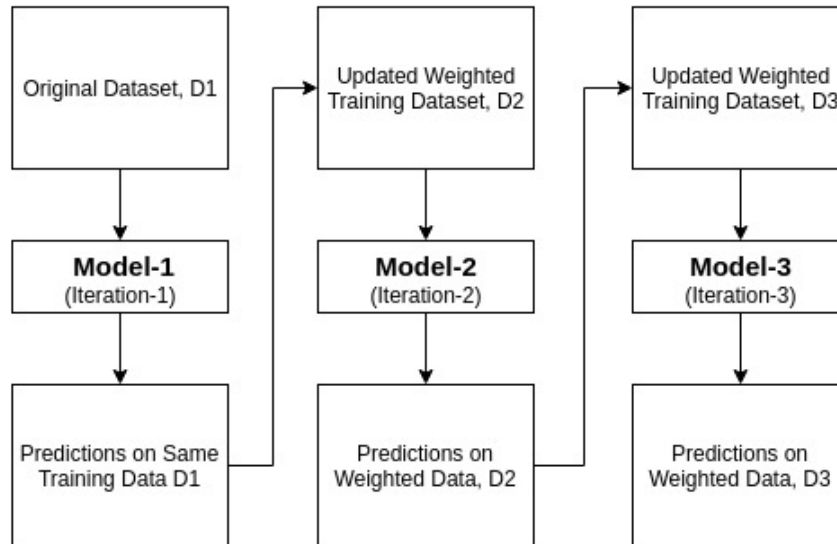 Original Dataset, D1
Model-1
(Iteration-1)
Predictions on Same
Training Data D1
Updated Weighted
Training Dataset, D2
Model-2
(Iteration-2)
Predictions on
Weighted Data, D2
Updated Weighted
Training Dataset, D3
Model-3
(Iteration-3)
Predictions on
Weighted Data, D3